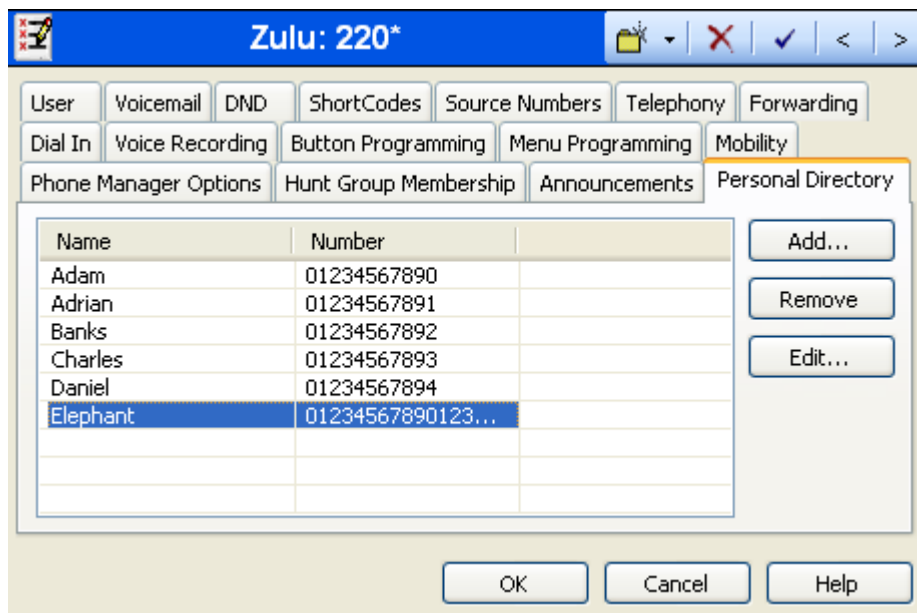 Zulu: 220*
< >
User Voicemail DND ShortCodes Source Numbers Telephony Forwarding
Dial In Voice Recording Button Programming Menu Programming Mobility
Phone Manager Options Hunt Group Membership Announcements Personal Directory
Name Number
Adam 01234567890
Adrian 01234567891
Banks 01234567892
Charles 01234567893
Daniel 01234567894
Elephant 01234567890123...
Add...
Remove
Edit...
OK Cancel Help